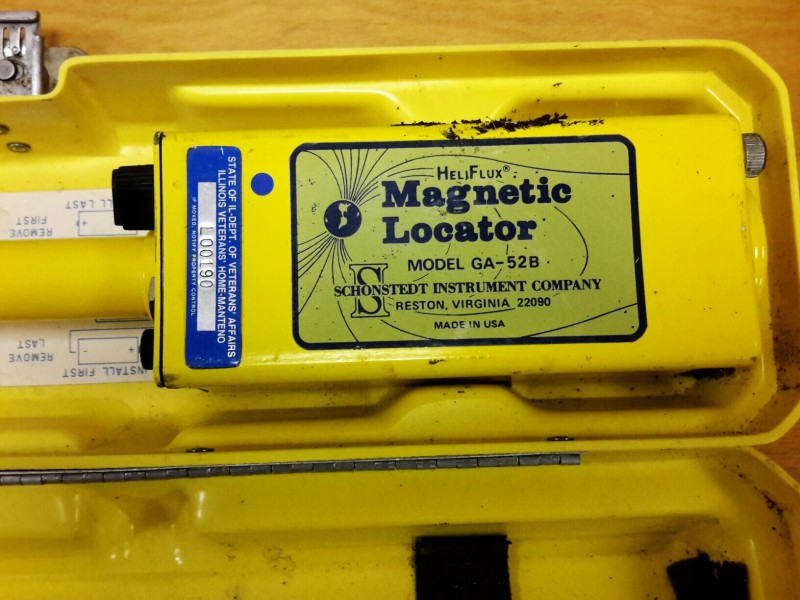 HELIFLUX®
Magnetic
Locator
MODEL GA-52B
S
SCHONSTEDT INSTRUMENT COMPANY
RESTON, VIRGINIA 22090
MADE IN USA
STATE OF IL-DEPT. OF VETERANS' AFFAIRS
ILLINOIS VETERANS' HOME-MANTENO
L00190
IF MOVED, NOTIFY PROPERTY CONTROL
LAST
REMOVE
FIRST
+
REMOVE
LAST
- +
INSTALL FIRST